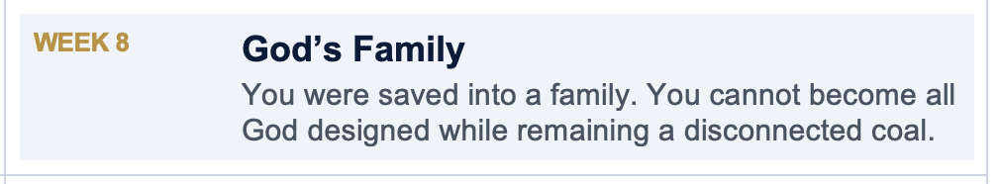 WEEK 8
God’s Family
You were saved into a family. You cannot become all
God designed while remaining a disconnected coal.